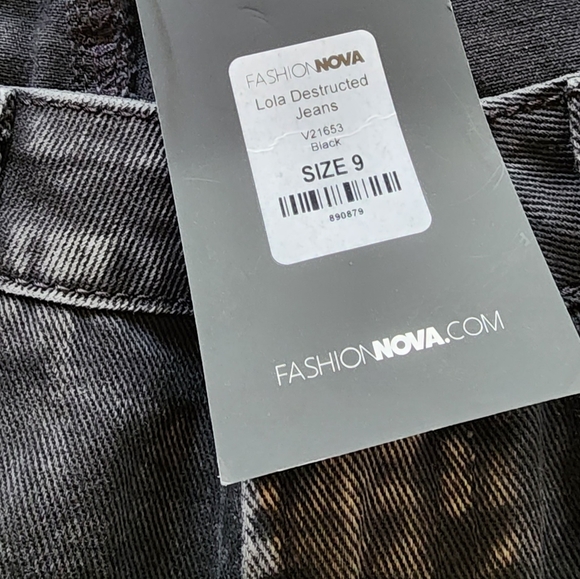 FASHIONNOVA
Lola Destructed
Jeans
V21653
Black
SIZE 9
890879
FASHIONNOVA.COM